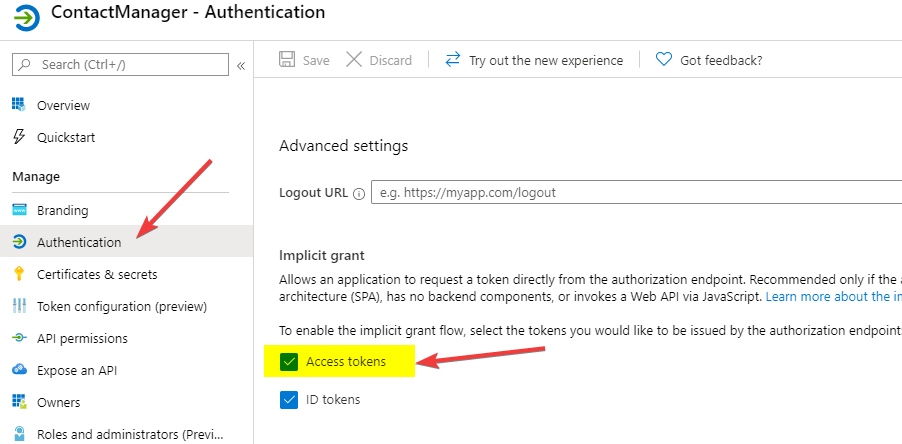 ContactManager - Authentication
Search (Ctrl+/)
«
Save
Discard
Try out the new experience
Got feedback?
Overview
Quickstart
Manage
Branding
Authentication
Certificates & secrets
Token configuration (preview)
API permissions
Expose an API
Owners
Roles and administrators (Previ...
Advanced settings
Logout URL
e.g. https://myapp.com/logout
Implicit grant
Allows an application to request a token directly from the authorization endpoint. Recommended only if the a
architecture (SPA), has no backend components, or invokes a Web API via JavaScript. Learn more about the im
To enable the implicit grant flow, select the tokens you would like to be issued by the authorization endpoint
Access tokens
ID tokens